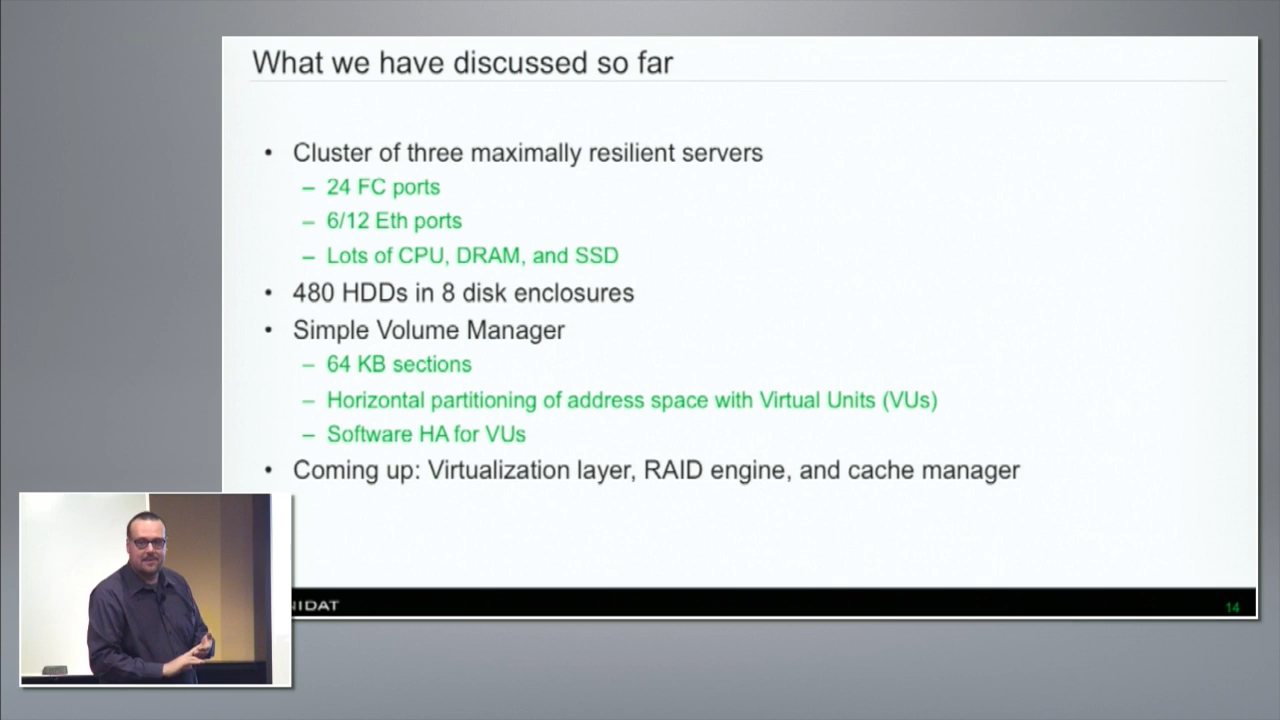 What we have discussed so far
• Cluster of three maximally resilient servers
– 24 FC ports
– 6/12 Eth ports
– Lots of CPU, DRAM, and SSD
• 480 HDDs in 8 disk enclosures
• Simple Volume Manager
– 64 KB sections
– Horizontal partitioning of address space with Virtual Units (VUs)
– Software HA for VUs
• Coming up: Virtualization layer, RAID engine, and cache manager
NIDAT
14